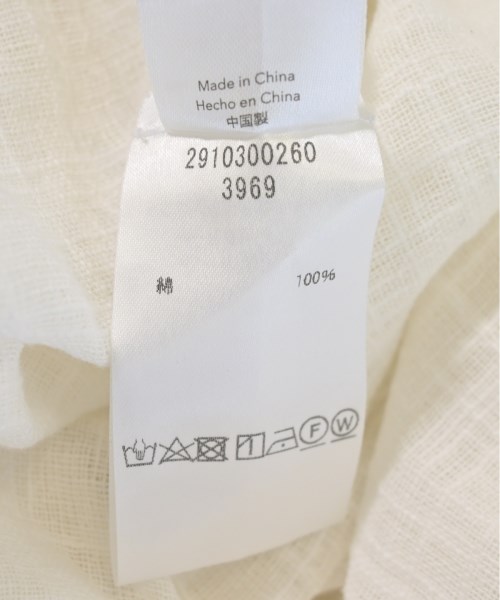 Made in China
Hecho en China
中国製
2910300260
3969
綿 100%
F W